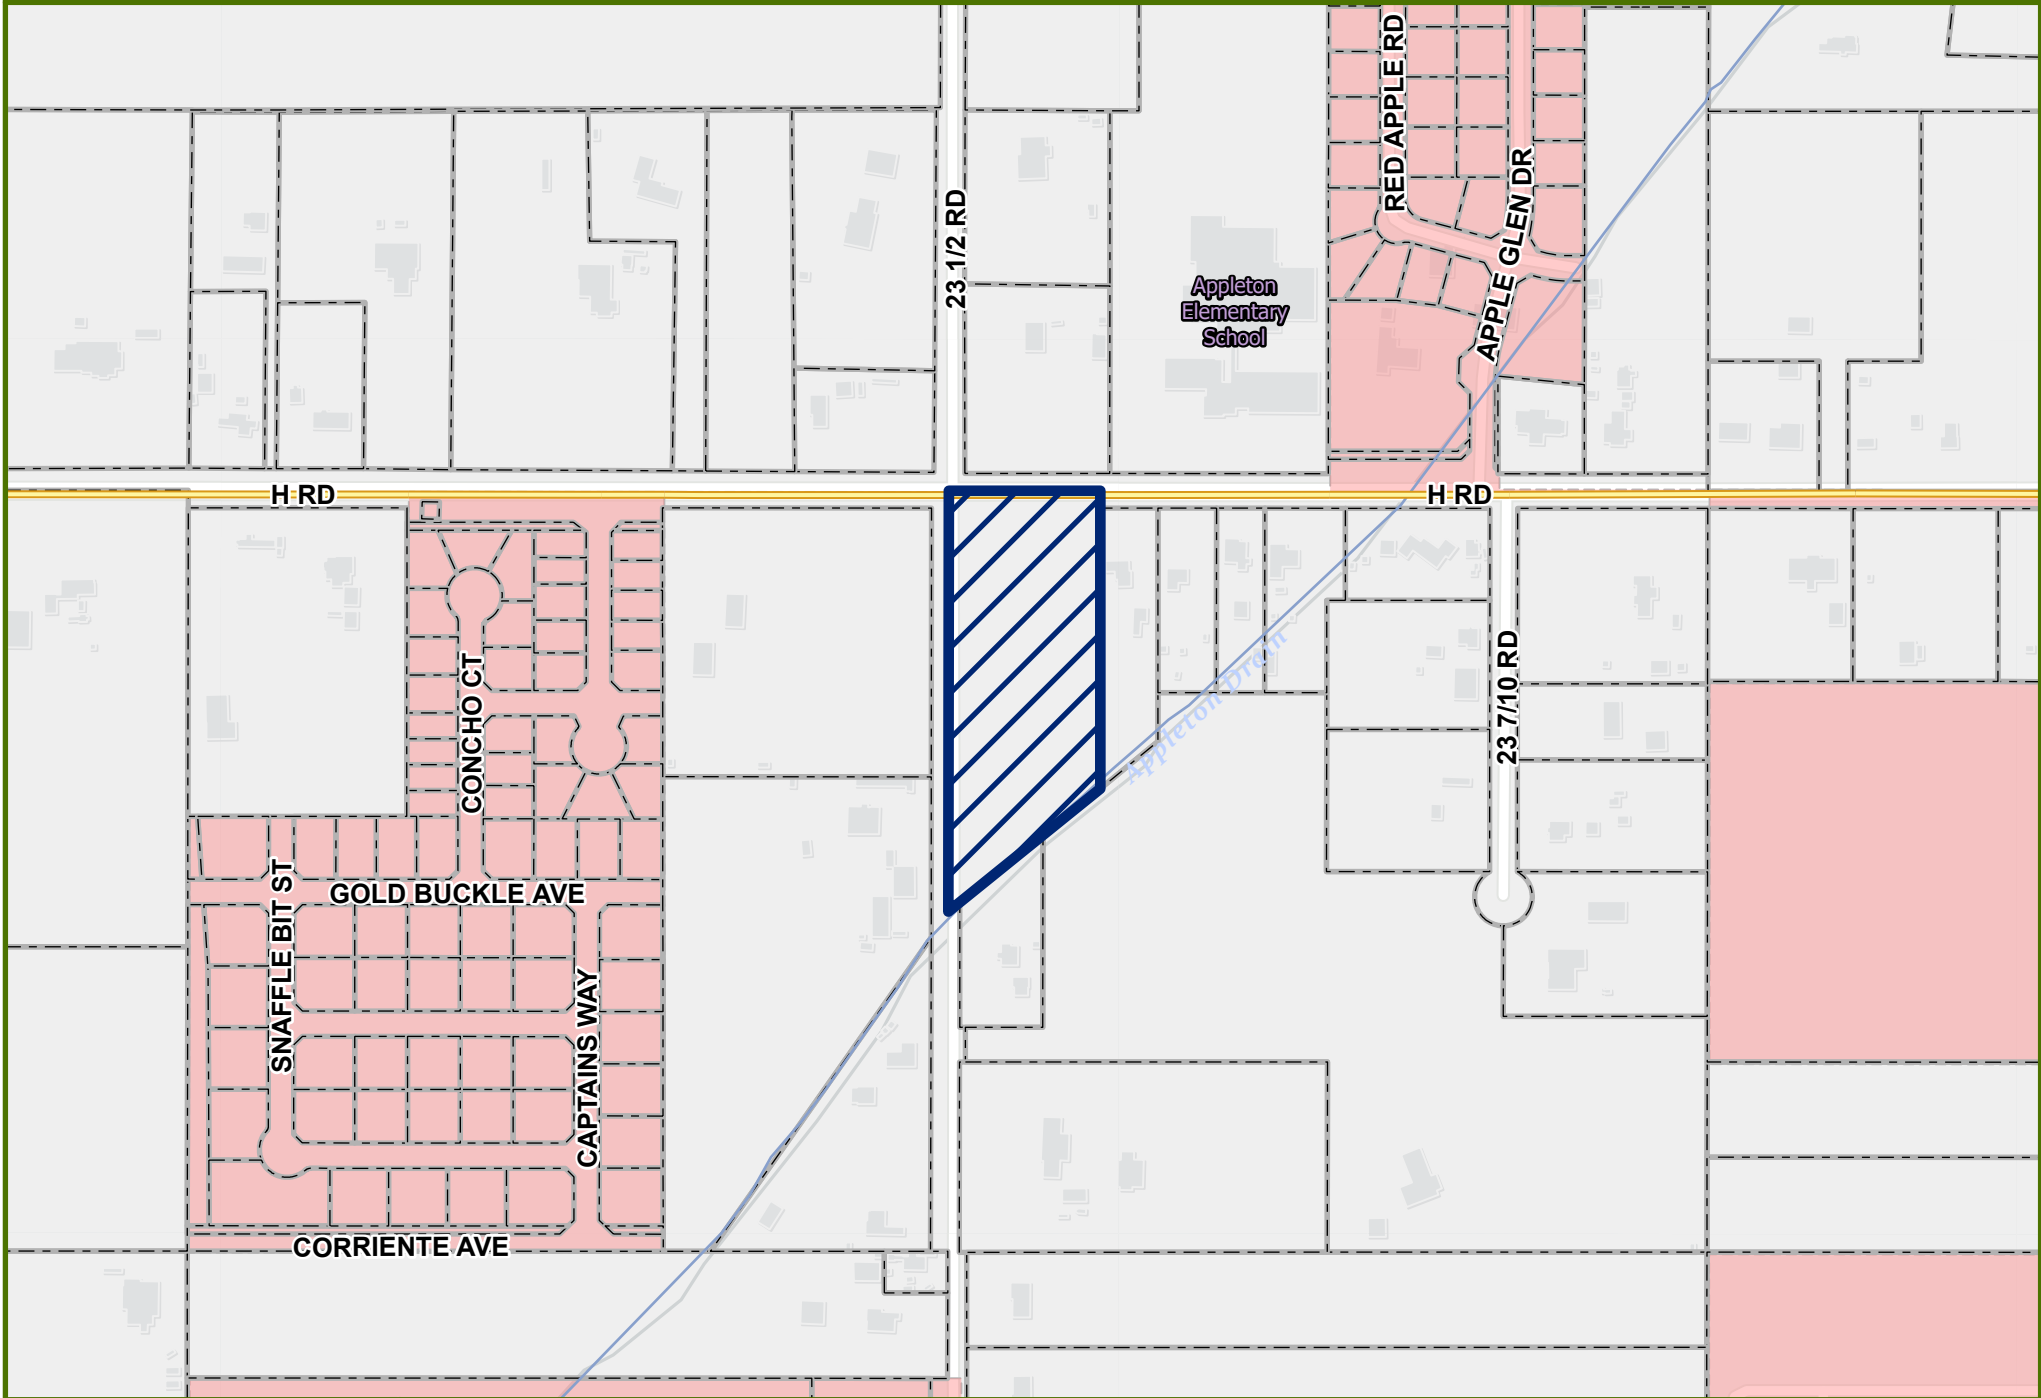 RED APPLE RD
APPLE GLEN DR
23 1/2 RD
Appleton
Elementary
School
H RD
H RD
CONCHO CT
Appleton Drain
23 7/10 RD
GOLD BUCKLE AVE
SNAFFLE BIT ST
CAPTAINS WAY
CORRIENTE AVE